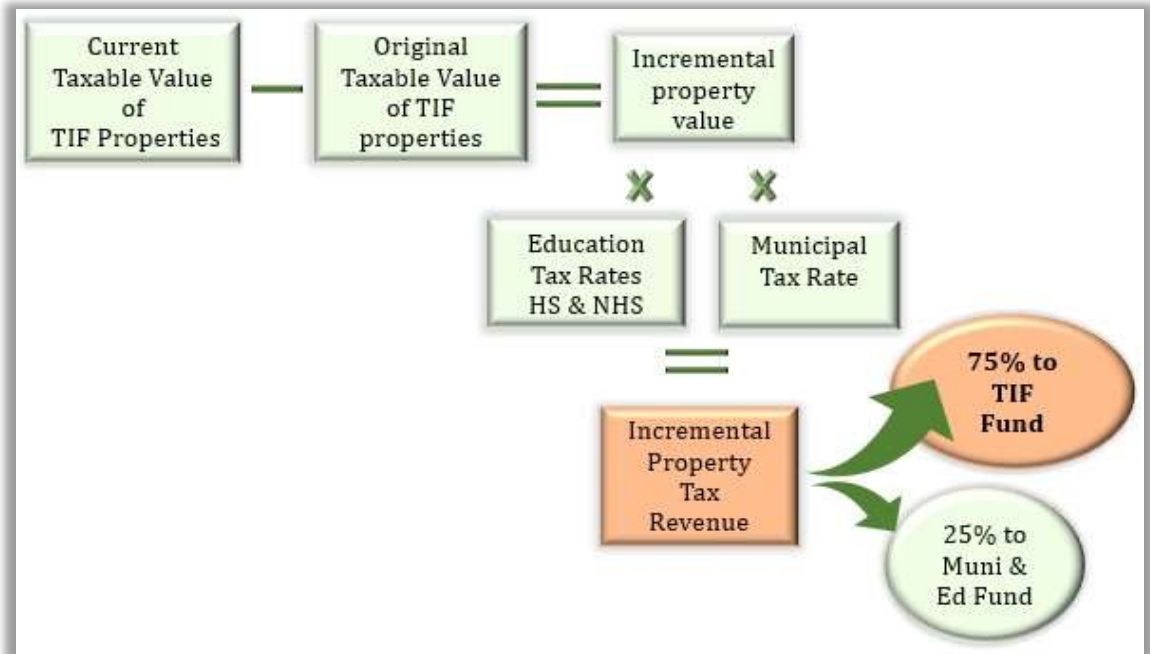 Current
Taxable Value
of
TIF Properties
Original
Taxable Value
of TIF
properties
Incremental
property
value
Education
Tax Rates
HS & NHS
Municipal
Tax Rate
Incremental
Property
Tax
Revenue
75% to
TIF
Fund
25% to
Muni &
Ed Fund